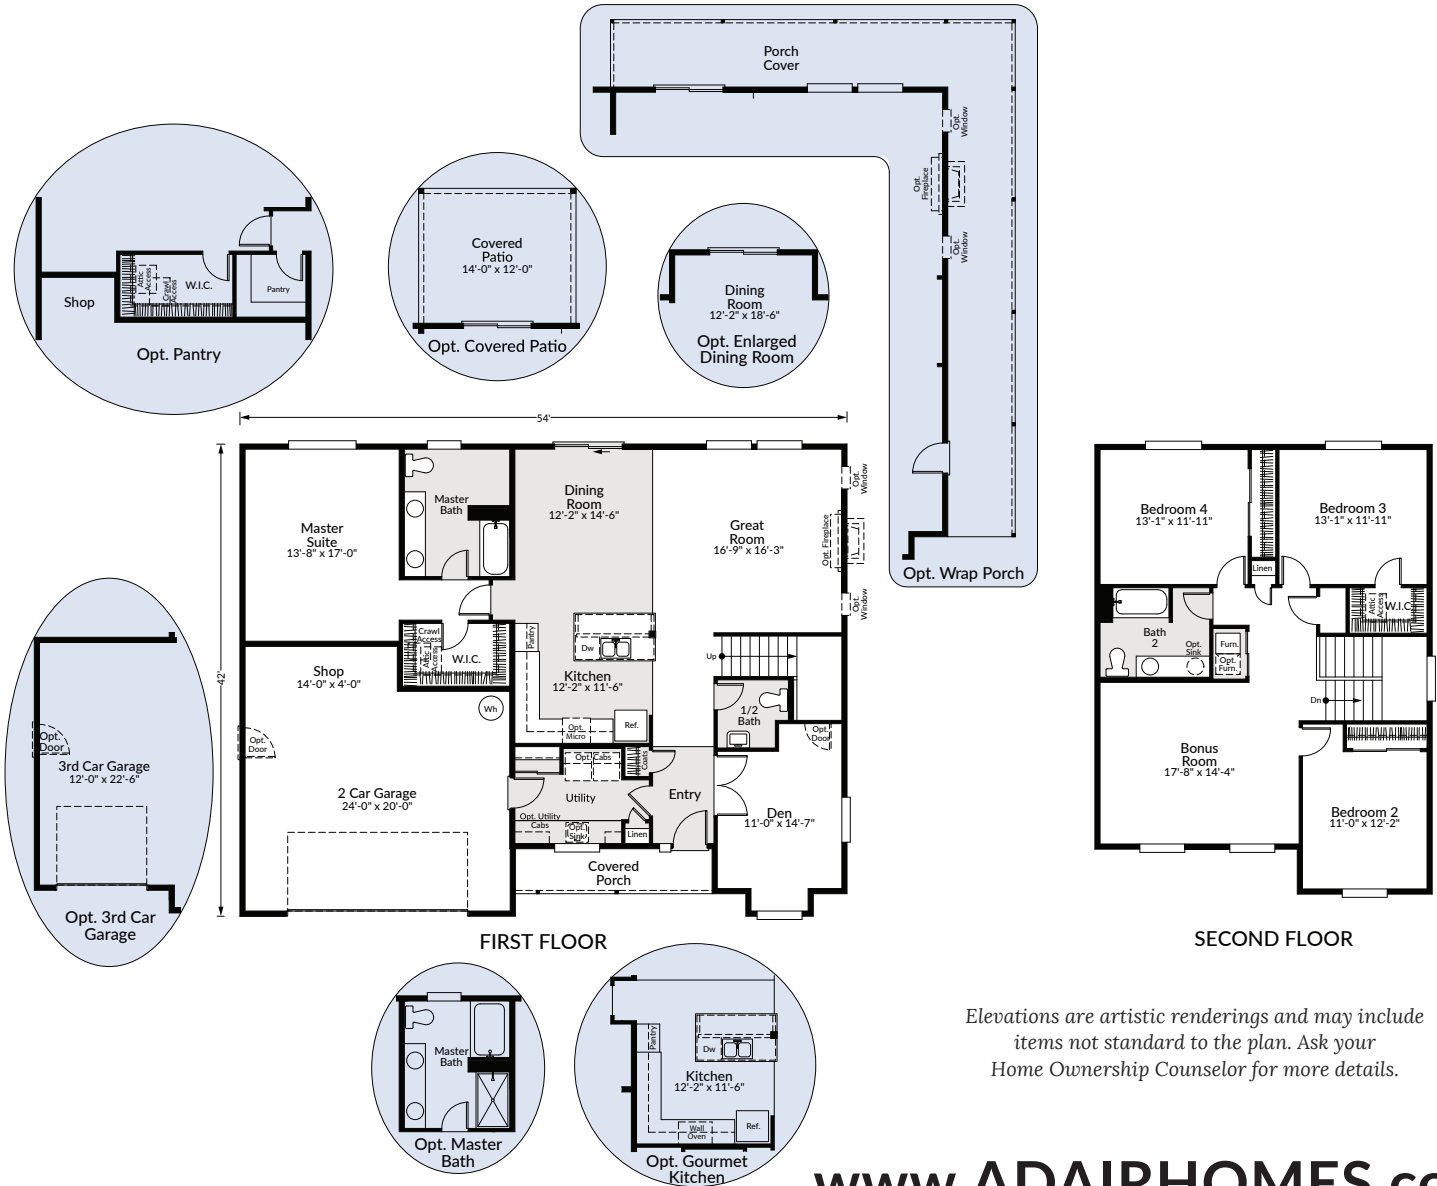 Porch
Cover
Opt.
Window
Opt.
Fireplace
Opt.
Window
Opt. Wrap Porch
Attic
Access
Crawl
Access
W.I.C.
Pantry
Shop
Opt. Pantry
Covered
Patio
14'-0" x 12'-0"
Opt. Covered Patio
Dining
Room
12'-2" x 18'-6"
Opt. Enlarged
Dining Room
54'
42'
Master
Suite
13'-8" x 17'-0"
Master
Bath
Dining
Room
12'-2" x 14'-6"
Great
Room
16'-9" x 16'-3"
Opt.
Window
Opt. Fireplace
Opt.
Window
Crawl
Access
Attic
Access
W.I.C.
Pantry
Dw
Kitchen
12'-2" x 11'-6"
Up
Shop
14'-0" x 4'-0"
Wh
Opt.
Micro
Ref.
1/2
Bath
Opt.
Door
Opt.
Door
2 Car Garage
24'-0" x 20'-0"
Opt. Cabs
Coats
Utility
Entry
Opt. Utility
Cabs
Opt.
Sink
Linen
Den
11'-0" x 14'-7"
Covered
Porch
FIRST FLOOR
Opt.
Door
3rd Car Garage
12'-0" x 22'-6"
Opt. 3rd Car
Garage
Bedroom 4
13'-1" x 11'-11"
Bedroom 3
13'-1" x 11'-11"
Linen
Attic
Access
W.I.C.
Bath
2
Opt.
Sink
Furn.
Opt.
Furn.
Dn
Bonus
Room
17'-8" x 14'-4"
Bedroom 2
11'-0" x 12'-2"
SECOND FLOOR
Master
Bath
Opt. Master
Bath
Pantry
Dw
Kitchen
12'-2" x 11'-6"
Wall
Oven
Ref.
Opt. Gourmet
Kitchen
Elevations are artistic renderings and may include
items not standard to the plan. Ask your
Home Ownership Counselor for more details.
www.ADAIRHOMES.co